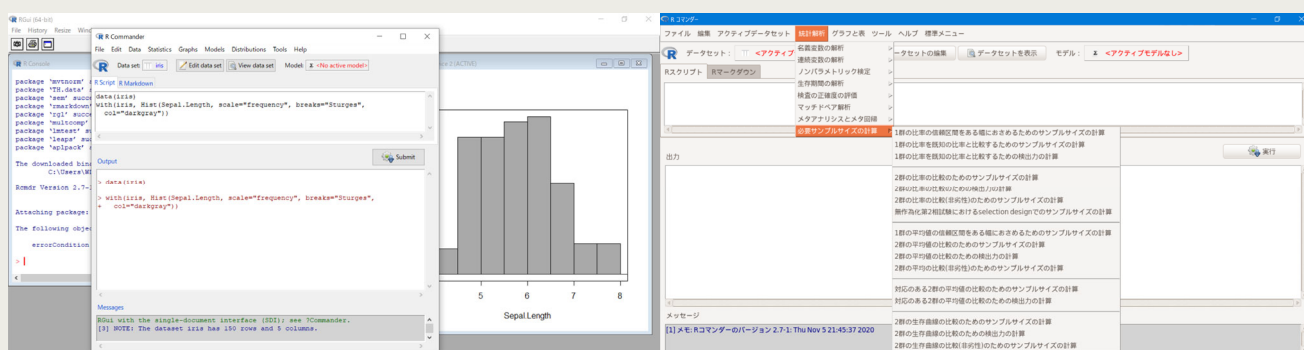 RGui (64-bit)
File History Resize Wind
R Console
package 'mvtnorm'
package 'TH.data'
package 'sem' succe
package 'rmarkdown'
package 'rgl' succe
package 'multcomp'
package 'lmtest' su
package 'leaps' suc
package 'aplpack'
The downloaded bina
C:\Users\WI
Rcmdr Version 2.7-
Attaching package:
The following objec
errorCondition
>
R Commander
File Edit Data Statistics Graphs Models Distributions Tools Help
Data set: iris Edit data set View data set Model: Σ <No active model>
R Script R Markdown
data(iris)
with(iris, Hist(Sepal.Length, scale="frequency", breaks="Sturges",
col="darkgray"))
Output
Submit
> data(iris)
> with(iris, Hist(Sepal.Length, scale="frequency", breaks="Sturges",
+ col="darkgray"))
Messages
RGui with the single-document interface (SDI); see ?Commander.
[3] NOTE: The dataset iris has 150 rows and 5 columns.
2 (ACTIVE)
5 6 7 8
Sepal.Length
R コマンダー
ファイル 編集 アクティブデータセット 統計解析 グラフと表 ツール ヘルプ 標準メニュー
データセット: <アクティブ ータセットの編集 データセットを表示 モデル: Σ <アクティブモデルなし>
Rスクリプト Rマークダウン
名義変数の解析
連続変数の解析
ノンパラメトリック検定
生存期間の解析
検査の正確度の評価
マッチドペア解析
メタアナリシスとメタ回帰
必要サンプルサイズの計算
1群の比率の信頼区間をある幅におさめるためのサンプルサイズの計算
1群の比率を既知の比率と比較するためのサンプルサイズの計算
1群の比率を既知の比率と比較するための検出力の計算
2群の比率の比較のためのサンプルサイズの計算
2群の比率の比較のための検出力の計算
2群の比率の比較(非劣性)のためのサンプルサイズの計算
無作為化第2相試験におけるselection designでのサンプルサイズの計算
1群の平均値の信頼区間をある幅におさめるためのサンプルサイズの計算
2群の平均値の比較のためのサンプルサイズの計算
2群の平均値の比較のための検出力の計算
2群の平均の比較(非劣性)のためのサンプルサイズの計算
対応のある2群の平均値の比較のためのサンプルサイズの計算
対応のある2群の平均値の比較のための検出力の計算
2群の生存曲線の比較のためのサンプルサイズの計算
2群の生存曲線の比較のための検出力の計算
2群の生存曲線の比較(非劣性)のためのサンプルサイズの計算
実行
出力
メッセージ
[1] メモ: Rコマンダーのバージョン 2.7-1: Thu Nov 5 21:45:37 2020